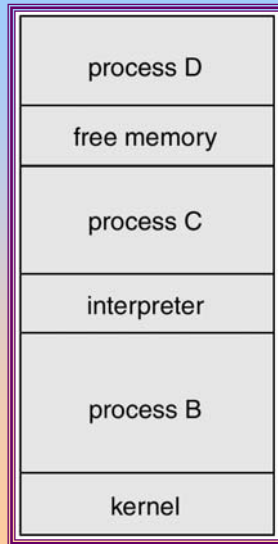 process D
free memory
process C
interpreter
process B
kernel